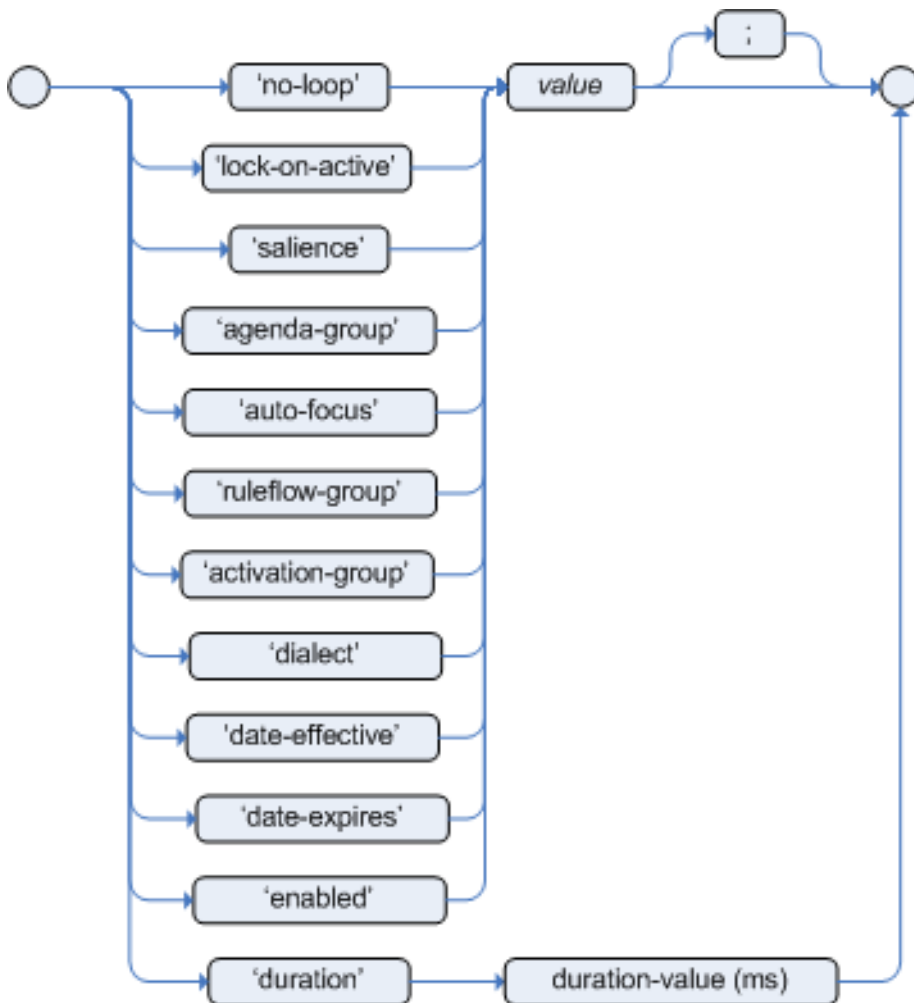 ;
‘no-loop’ value
‘lock-on-active’
‘salience’
‘agenda-group’
‘auto-focus’
‘ruleflow-group’
‘activation-group’
‘dialect’
‘date-effective’
‘date-expires’
‘enabled’
‘duration’ duration-value (ms)